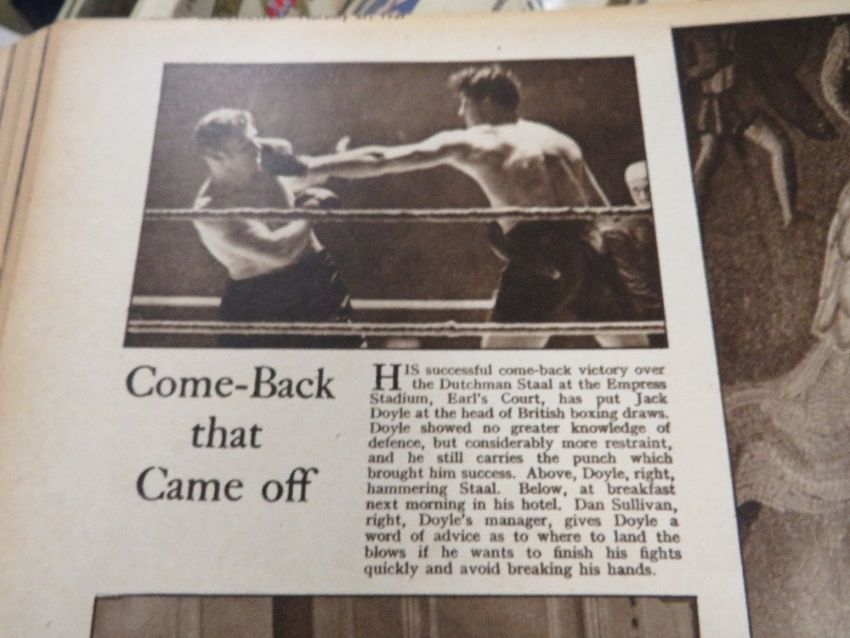 Come-Back
that
Came off
HIS successful come-back victory over
the Dutchman Staal at the Empress
Stadium, Earl's Court, has put Jack
Doyle at the head of British boxing draws.
Doyle showed no greater knowledge of
defence, but considerably more restraint,
and he still carries the punch which
brought him success. Above, Doyle, right,
hammering Staal. Below, at breakfast
next morning in his hotel. Dan Sullivan,
right, Doyle's manager, gives Doyle a
word of advice as to where to land the
blows if he wants to finish his fights
quickly and avoid breaking his hands.